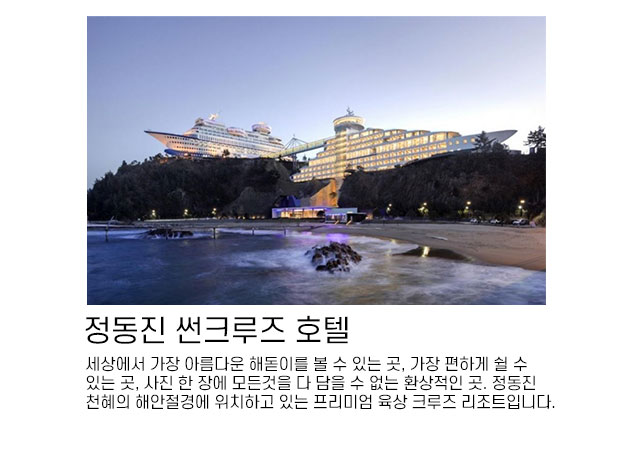 정동진 썬크루즈 호텔
세상에서 가장 아름다운 해돋이를 볼 수 있는 곳, 가장 편하게 쉴 수
있는 곳, 사진 한 장에 모든것을 다 담을 수 없는 환상적인 곳. 정동진
천혜의 해안절경에 위치하고 있는 프리미엄 육상 크루즈 리조트입니다.